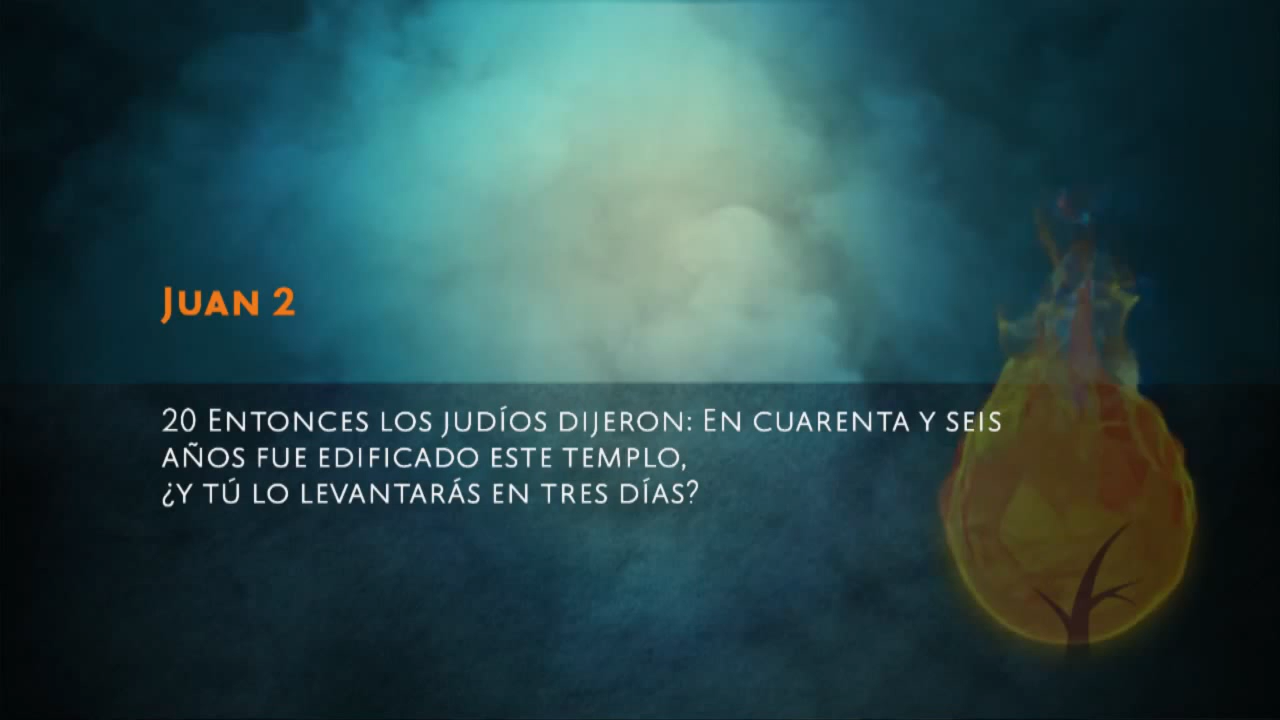 Juan 2
20 Entonces los judíos dijeron: En cuarenta y seis
años fue edificado este templo,
¿y tú lo levantarás en tres días?